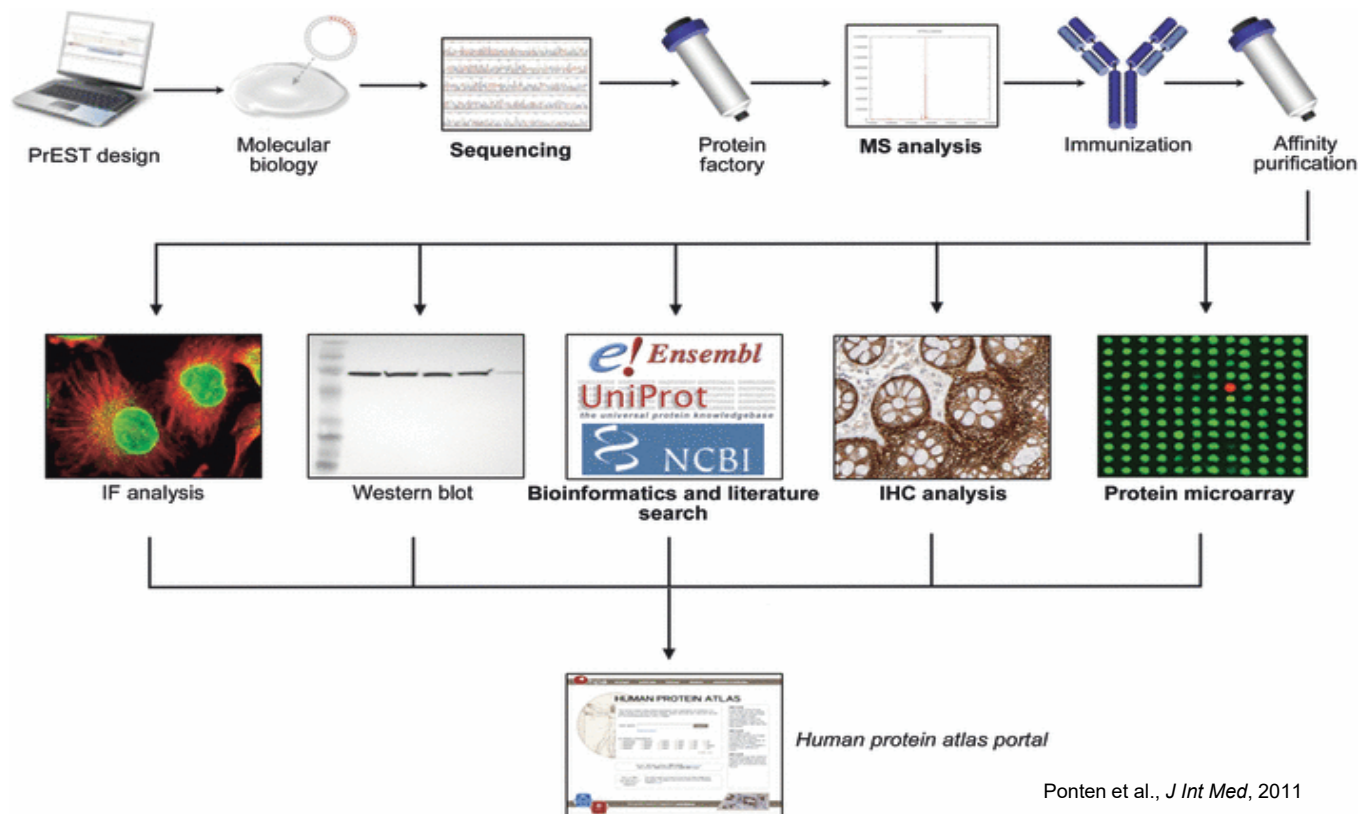 PrEST design
Molecular
biology
Sequencing
Protein
factory
MS analysis
Immunization
Affinity
purification
IF analysis
Western blot
e! Ensembl
UniProt
the universal protein knowledgebase
NCBI
Bioinformatics and literature
search
IHC analysis
Protein microarray
HUMAN PROTEIN ATLAS
Human protein atlas portal
Ponten et al., J Int Med, 2011